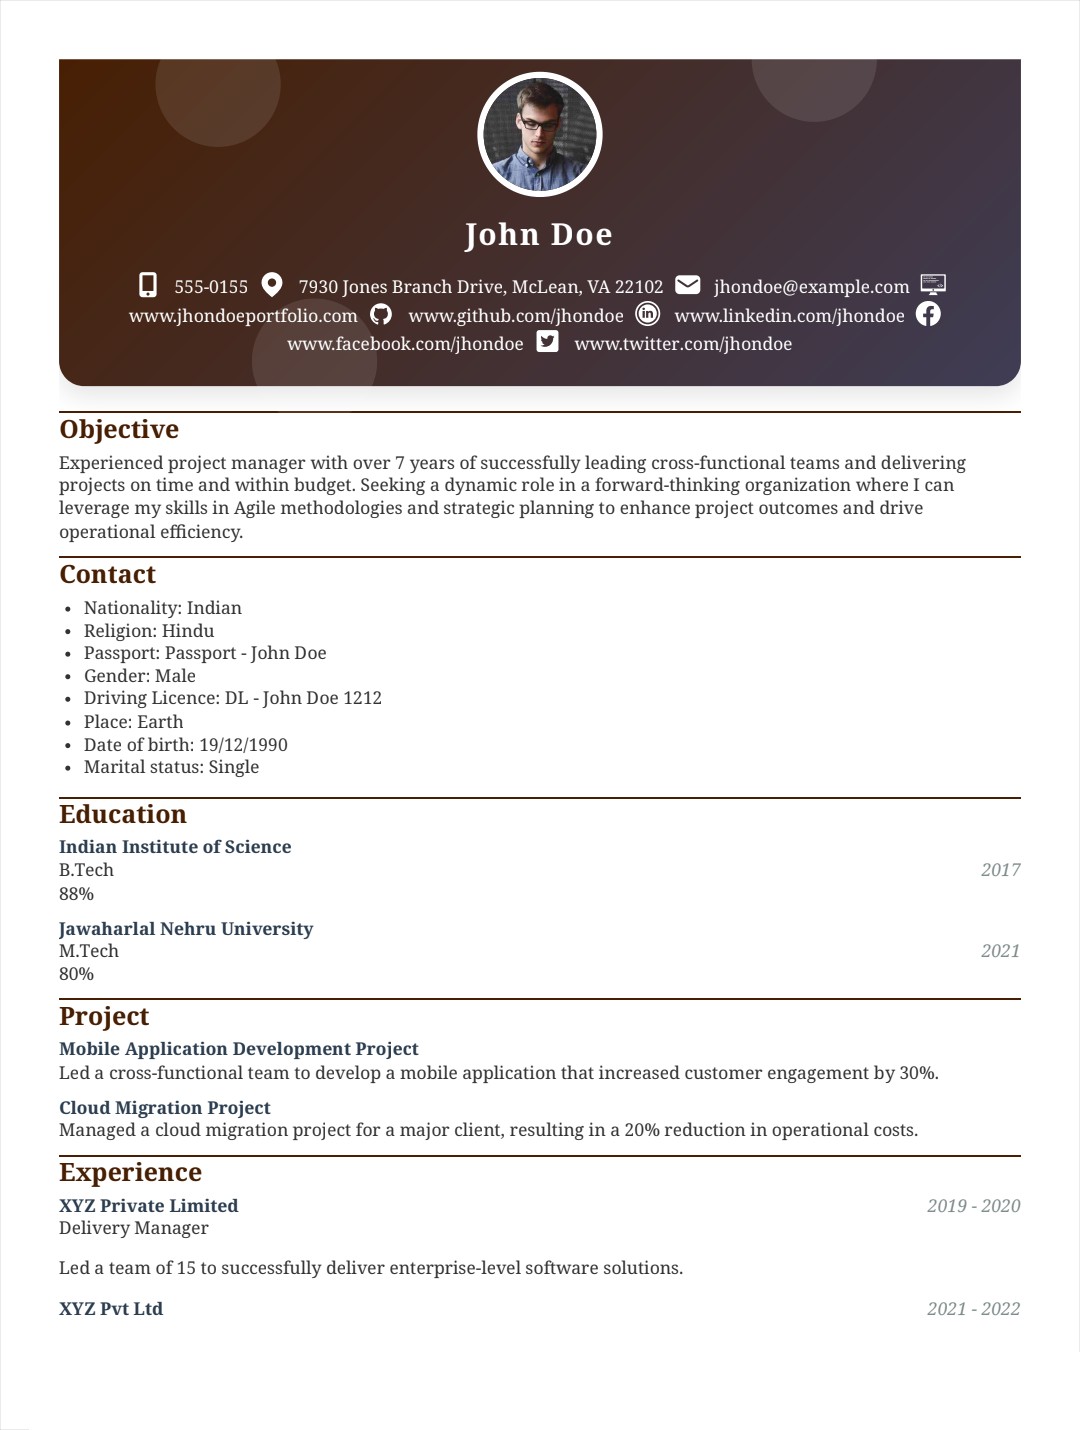 John Doe
555-0155 7930 Jones Branch Drive, McLean, VA 22102 jhondoe@example.com
www.jhondoeportfolio.com www.github.com/jhondoe www.linkedin.com/jhondoe
www.facebook.com/jhondoe www.twitter.com/jhondoe
Objective
Experienced project manager with over 7 years of successfully leading cross-functional teams and delivering
projects on time and within budget. Seeking a dynamic role in a forward-thinking organization where I can
leverage my skills in Agile methodologies and strategic planning to enhance project outcomes and drive
operational efficiency.
Contact
• Nationality: Indian
• Religion: Hindu
• Passport: Passport - John Doe
• Gender: Male
• Driving Licence: DL - John Doe 1212
• Place: Earth
• Date of birth: 19/12/1990
• Marital status: Single
Education
Indian Institute of Science
B.Tech 2017
88%
Jawaharlal Nehru University
M.Tech 2021
80%
Project
Mobile Application Development Project
Led a cross-functional team to develop a mobile application that increased customer engagement by 30%.
Cloud Migration Project
Managed a cloud migration project for a major client, resulting in a 20% reduction in operational costs.
Experience
XYZ Private Limited 2019 - 2020
Delivery Manager
Led a team of 15 to successfully deliver enterprise-level software solutions.
XYZ Pvt Ltd 2021 - 2022